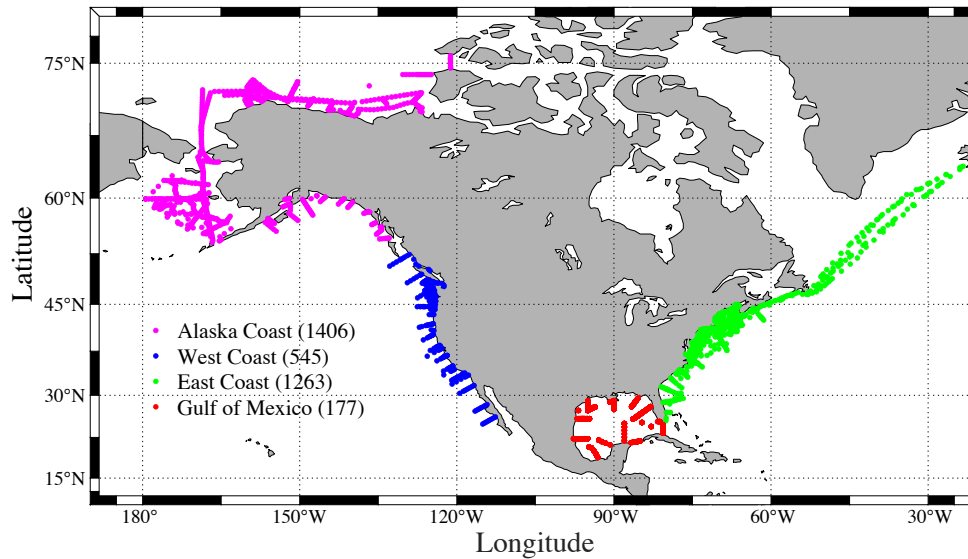 75°N
60°N
45°N
30°N
15°N
Latitude
Alaska Coast (1406)
West Coast (545)
East Coast (1263)
Gulf of Mexico (177)
180°
150°W
120°W
90°W
60°W
30°W
Longitude